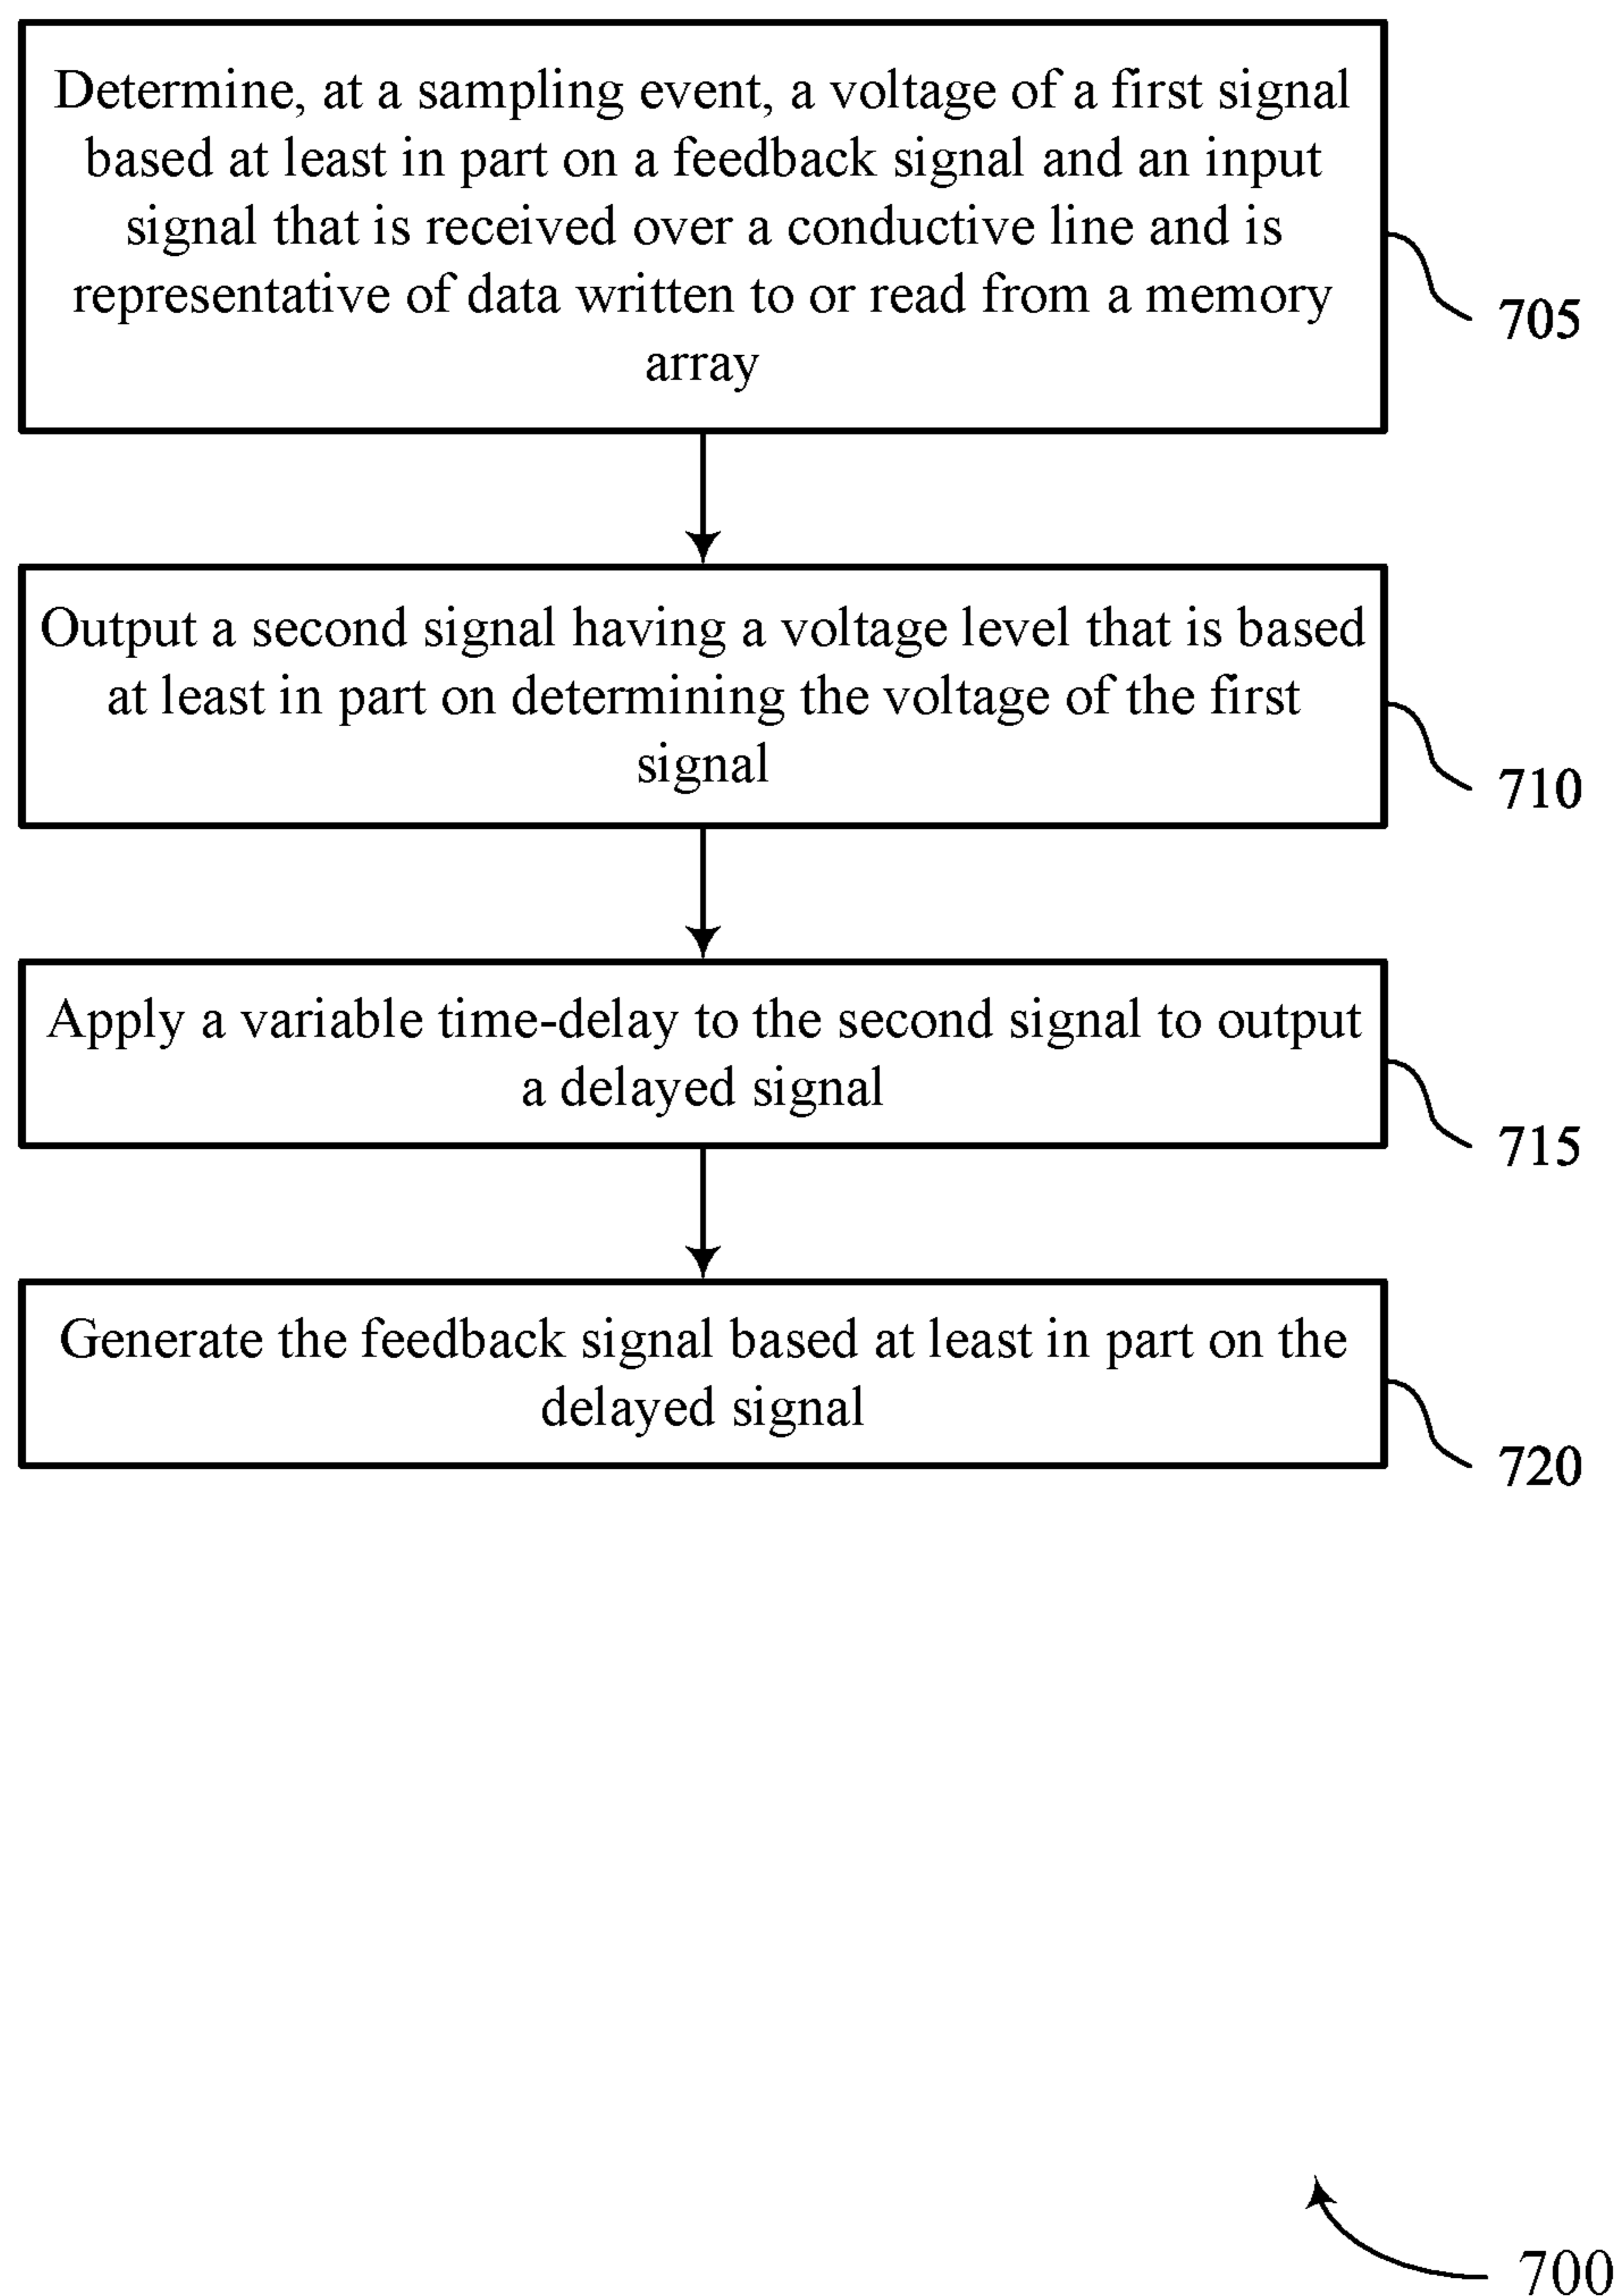 Determine, at a sampling event, a voltage of a first signal
based at least in part on a feedback signal and an input
signal that is received over a conductive line and is
representative of data written to or read from a memory
array
705
Output a second signal having a voltage level that is based
at least in part on determining the voltage of the first
signal
710
Apply a variable time-delay to the second signal to output
a delayed signal
715
Generate the feedback signal based at least in part on the
delayed signal
720
700